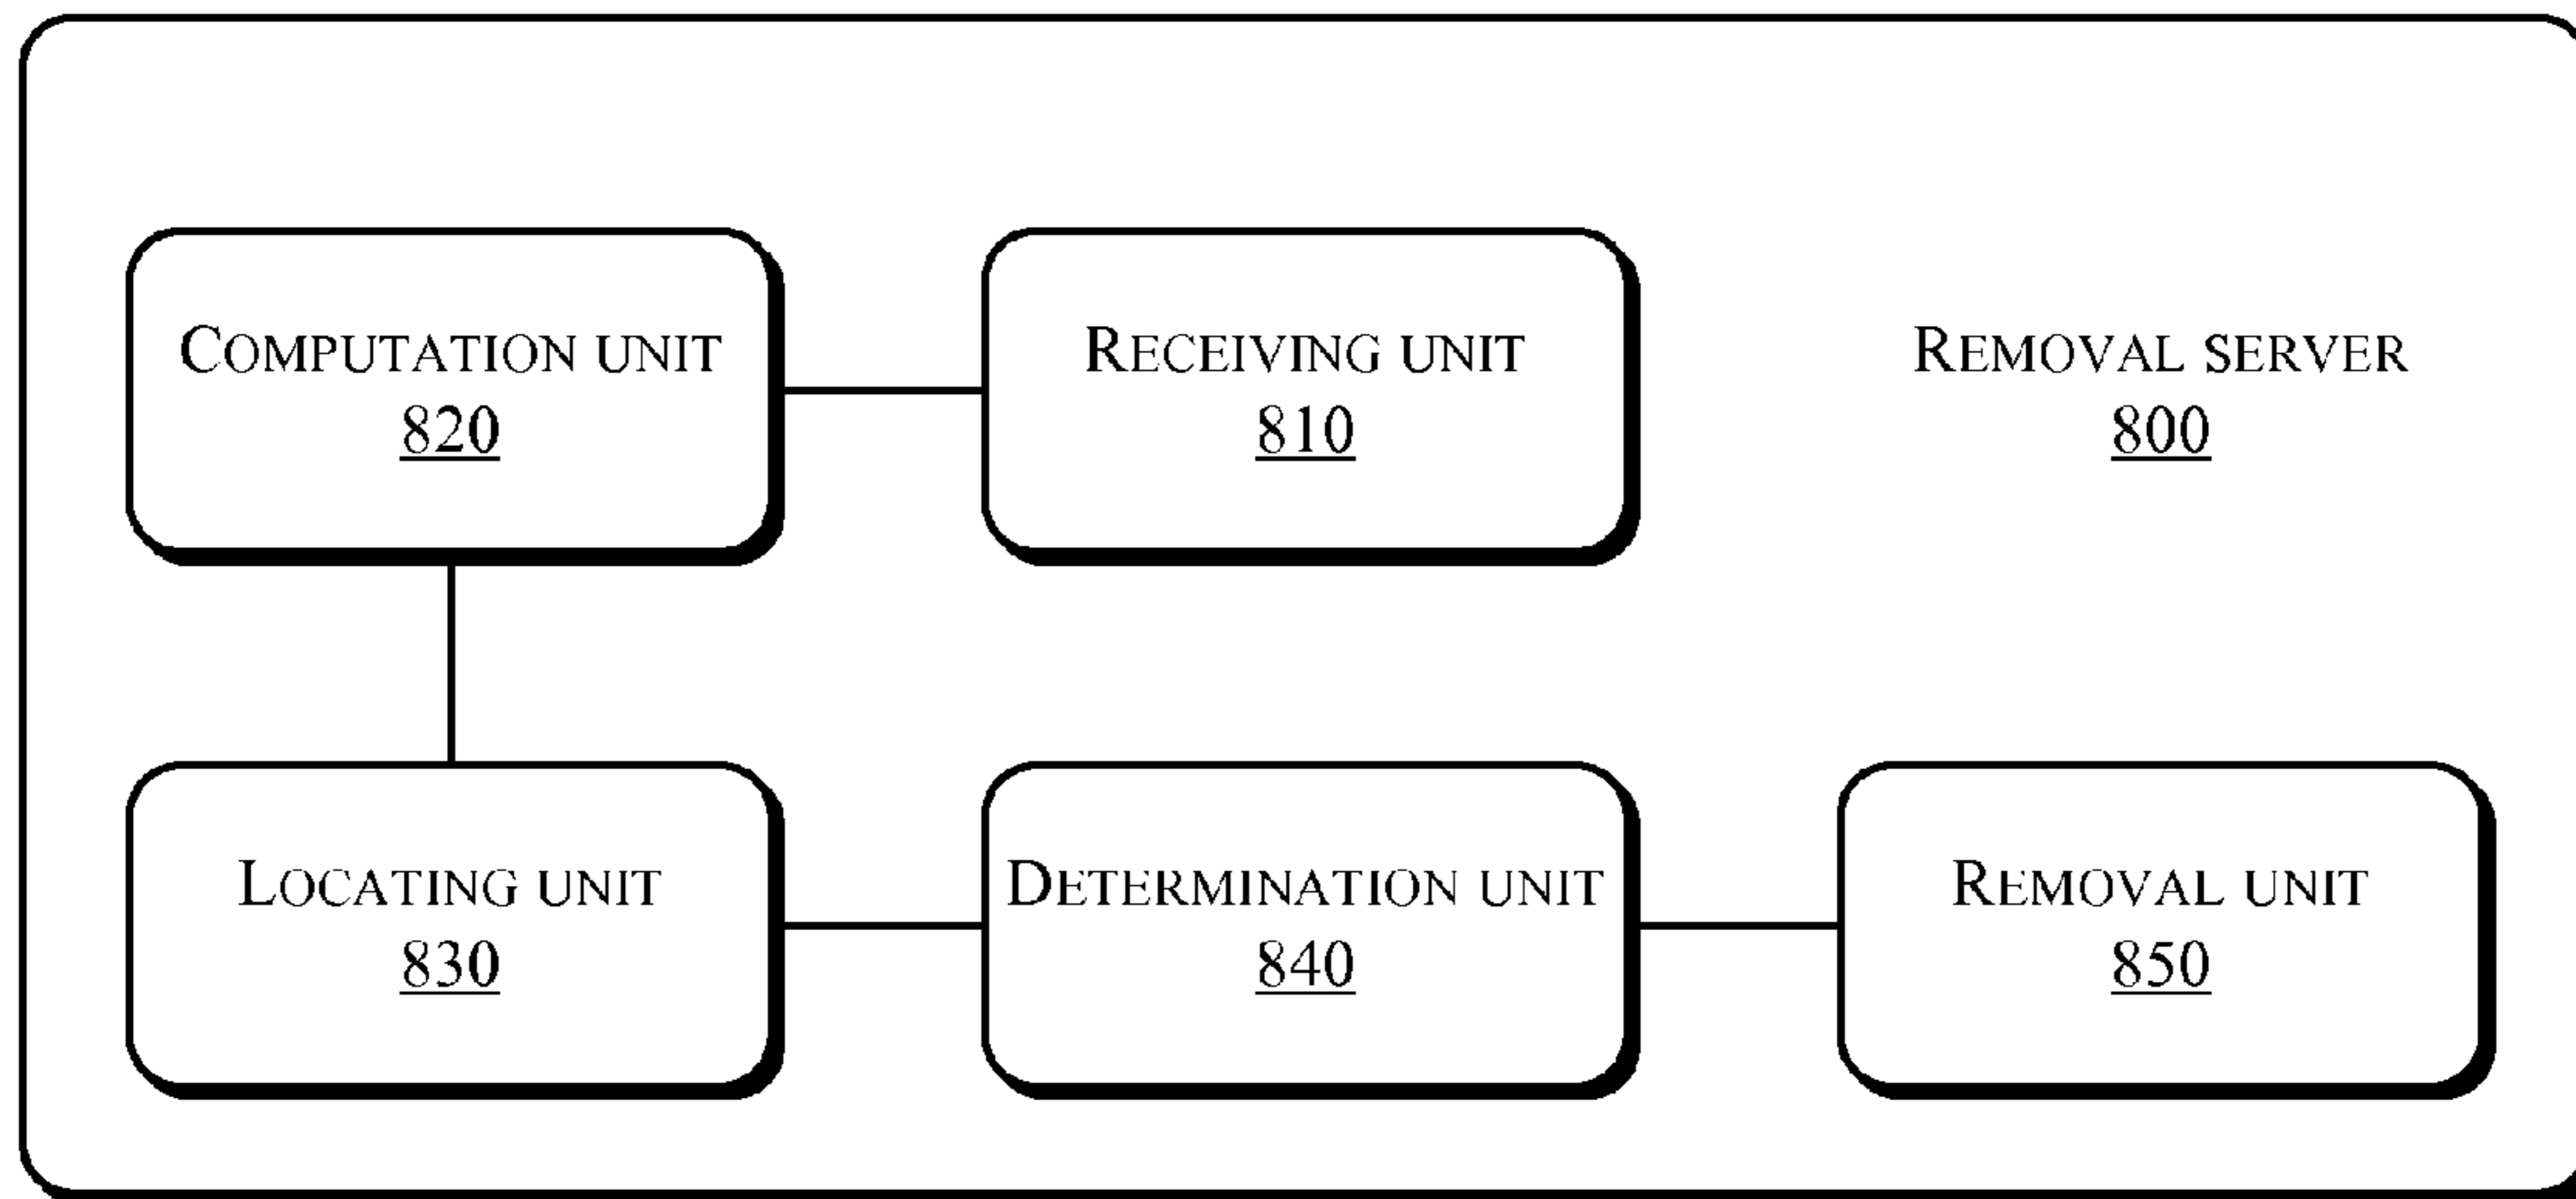 COMPUTATION UNIT
820
RECEIVING UNIT
810
REMOVAL SERVER
800
LOCATING UNIT
830
DETERMINATION UNIT
840
REMOVAL UNIT
850